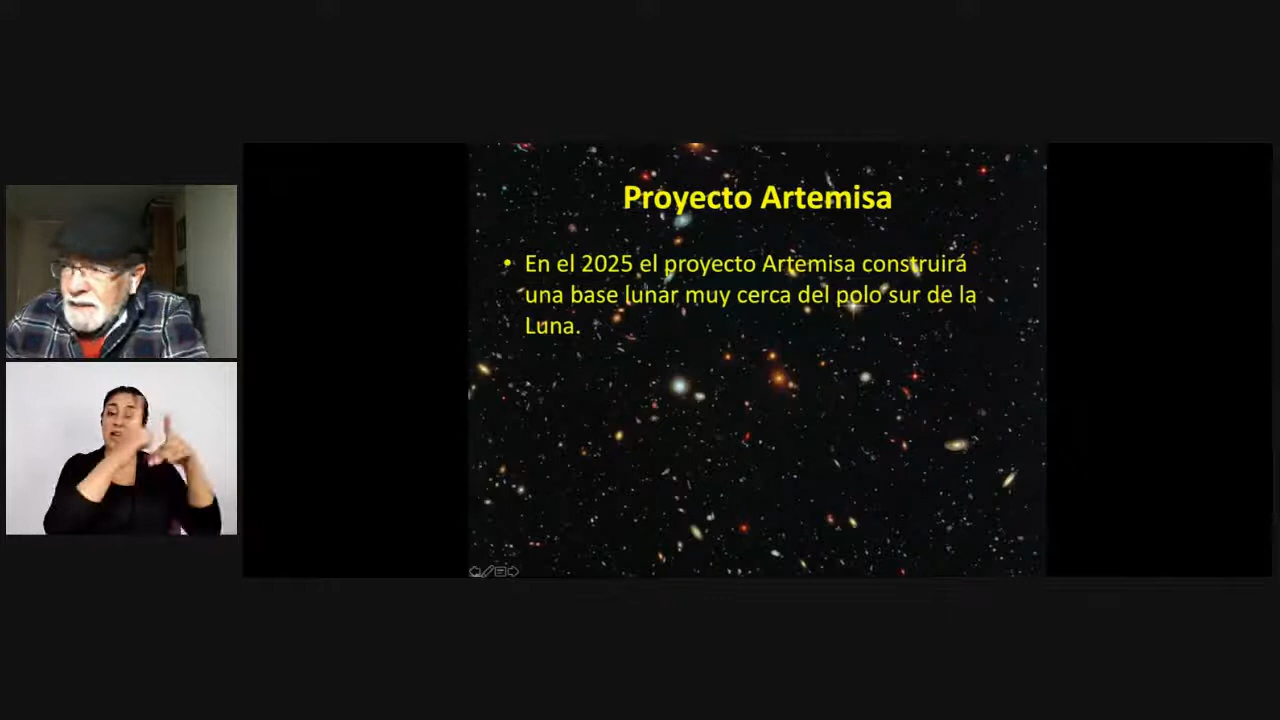 Proyecto Artemisa
• En el 2025 el proyecto Artemisa construirá
una base lunar muy cerca del polo sur de la
Luna.